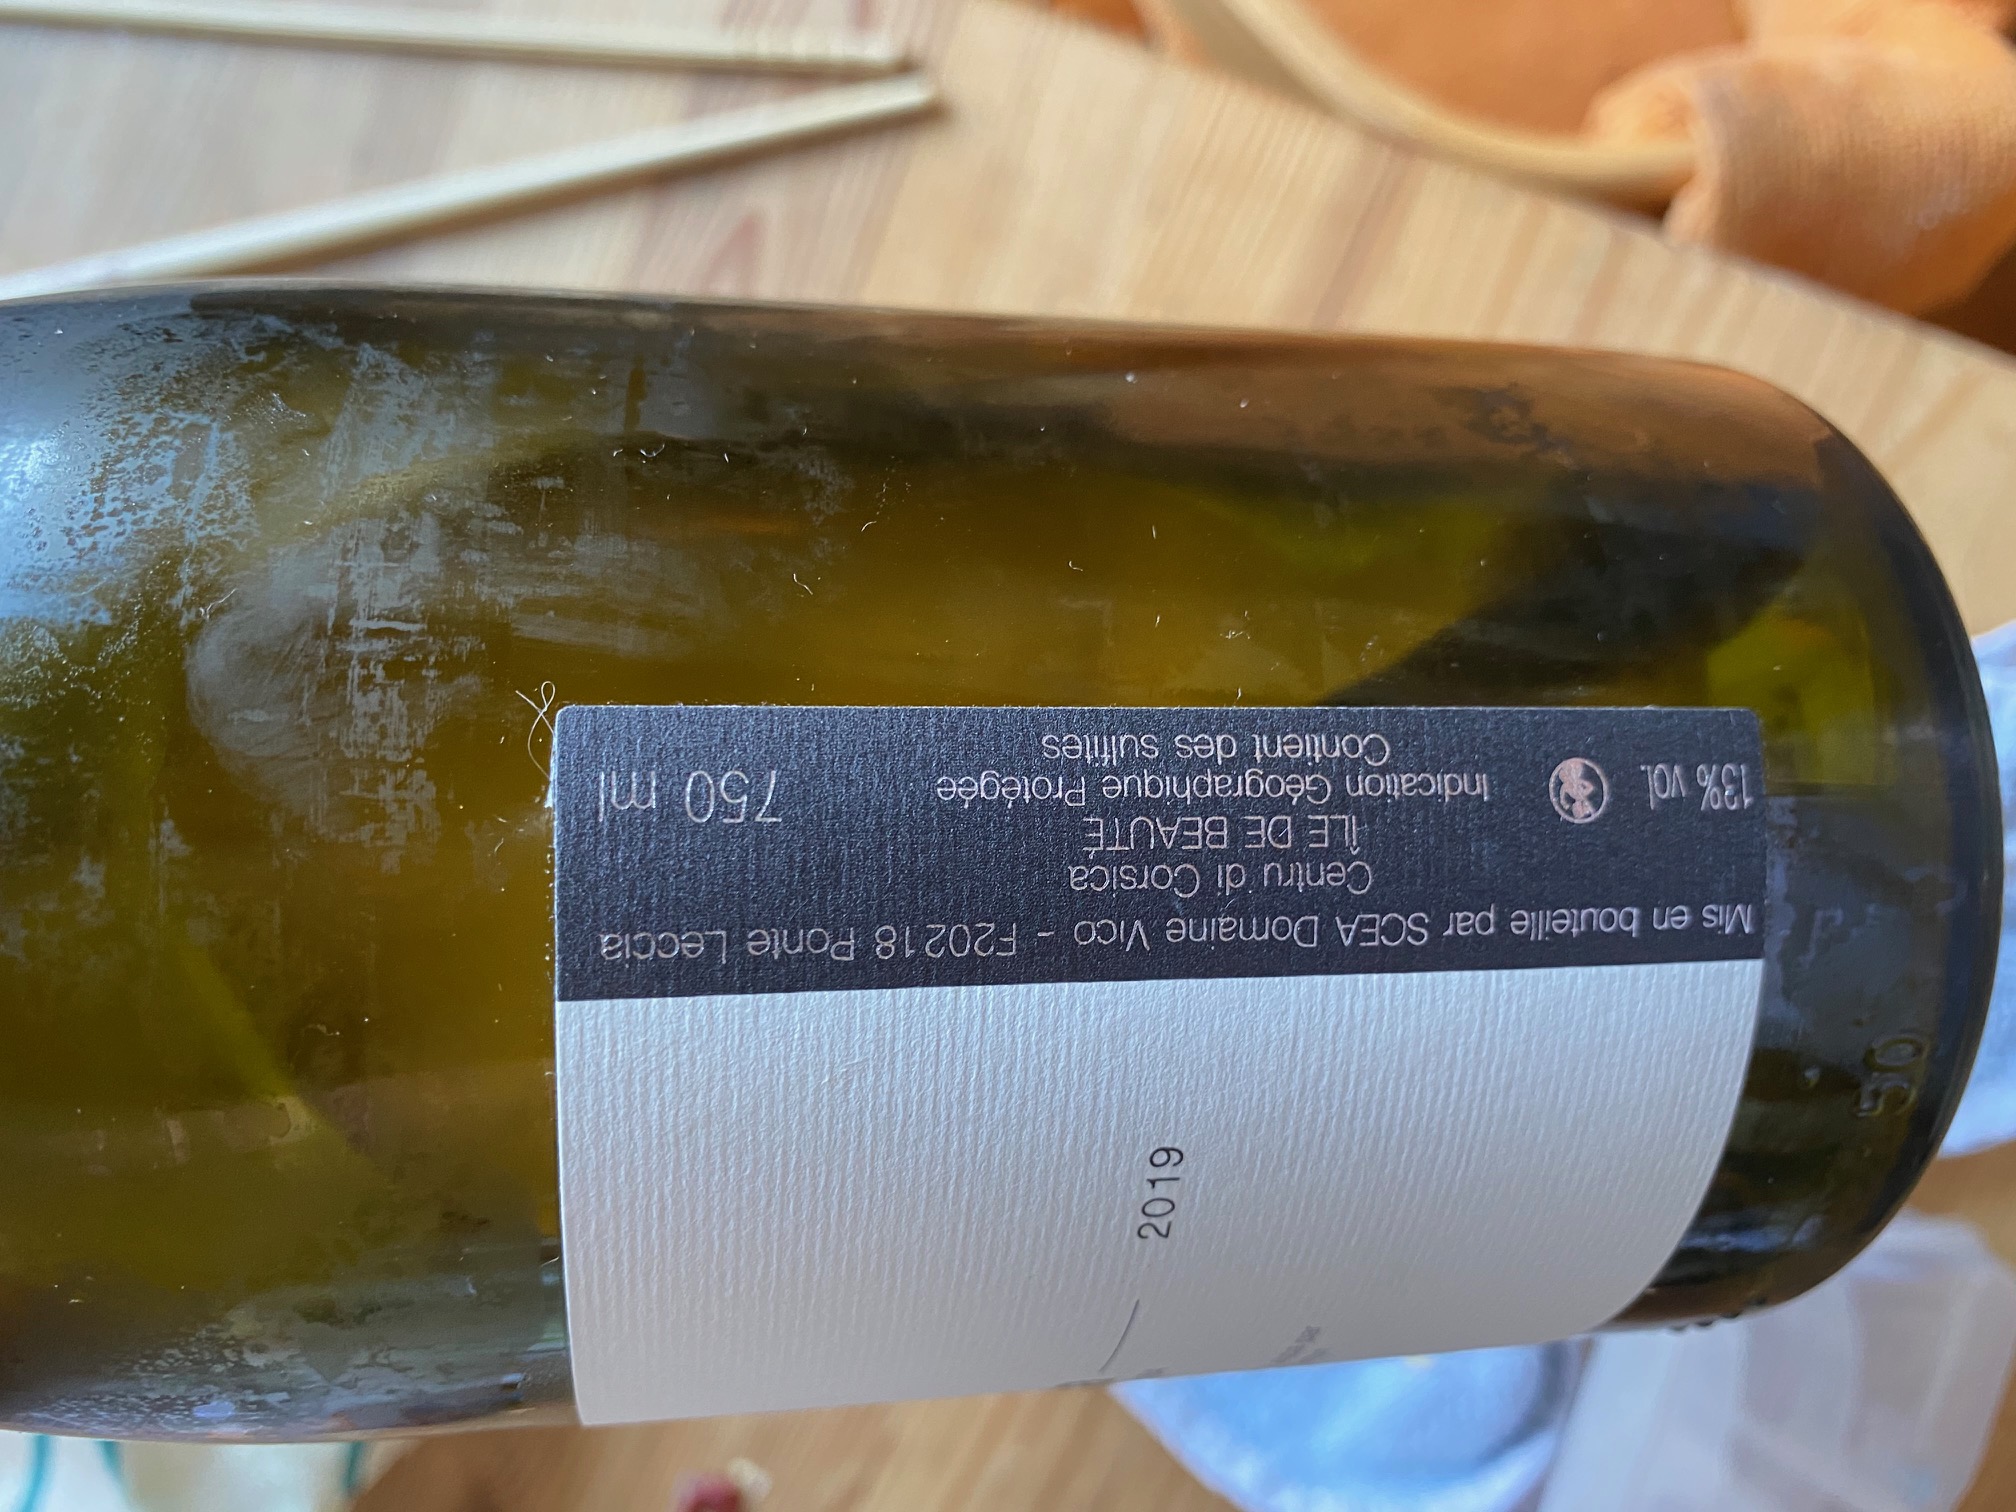 Mis en bouteille par SCEA Domaine Vico - F20218 Ponte Leccia
Centru di Corsica
ÎLE DE BEAUTÉ
Indication Géographique Protégée
Contient des sulfites
13% vol.
750 ml
2019
50